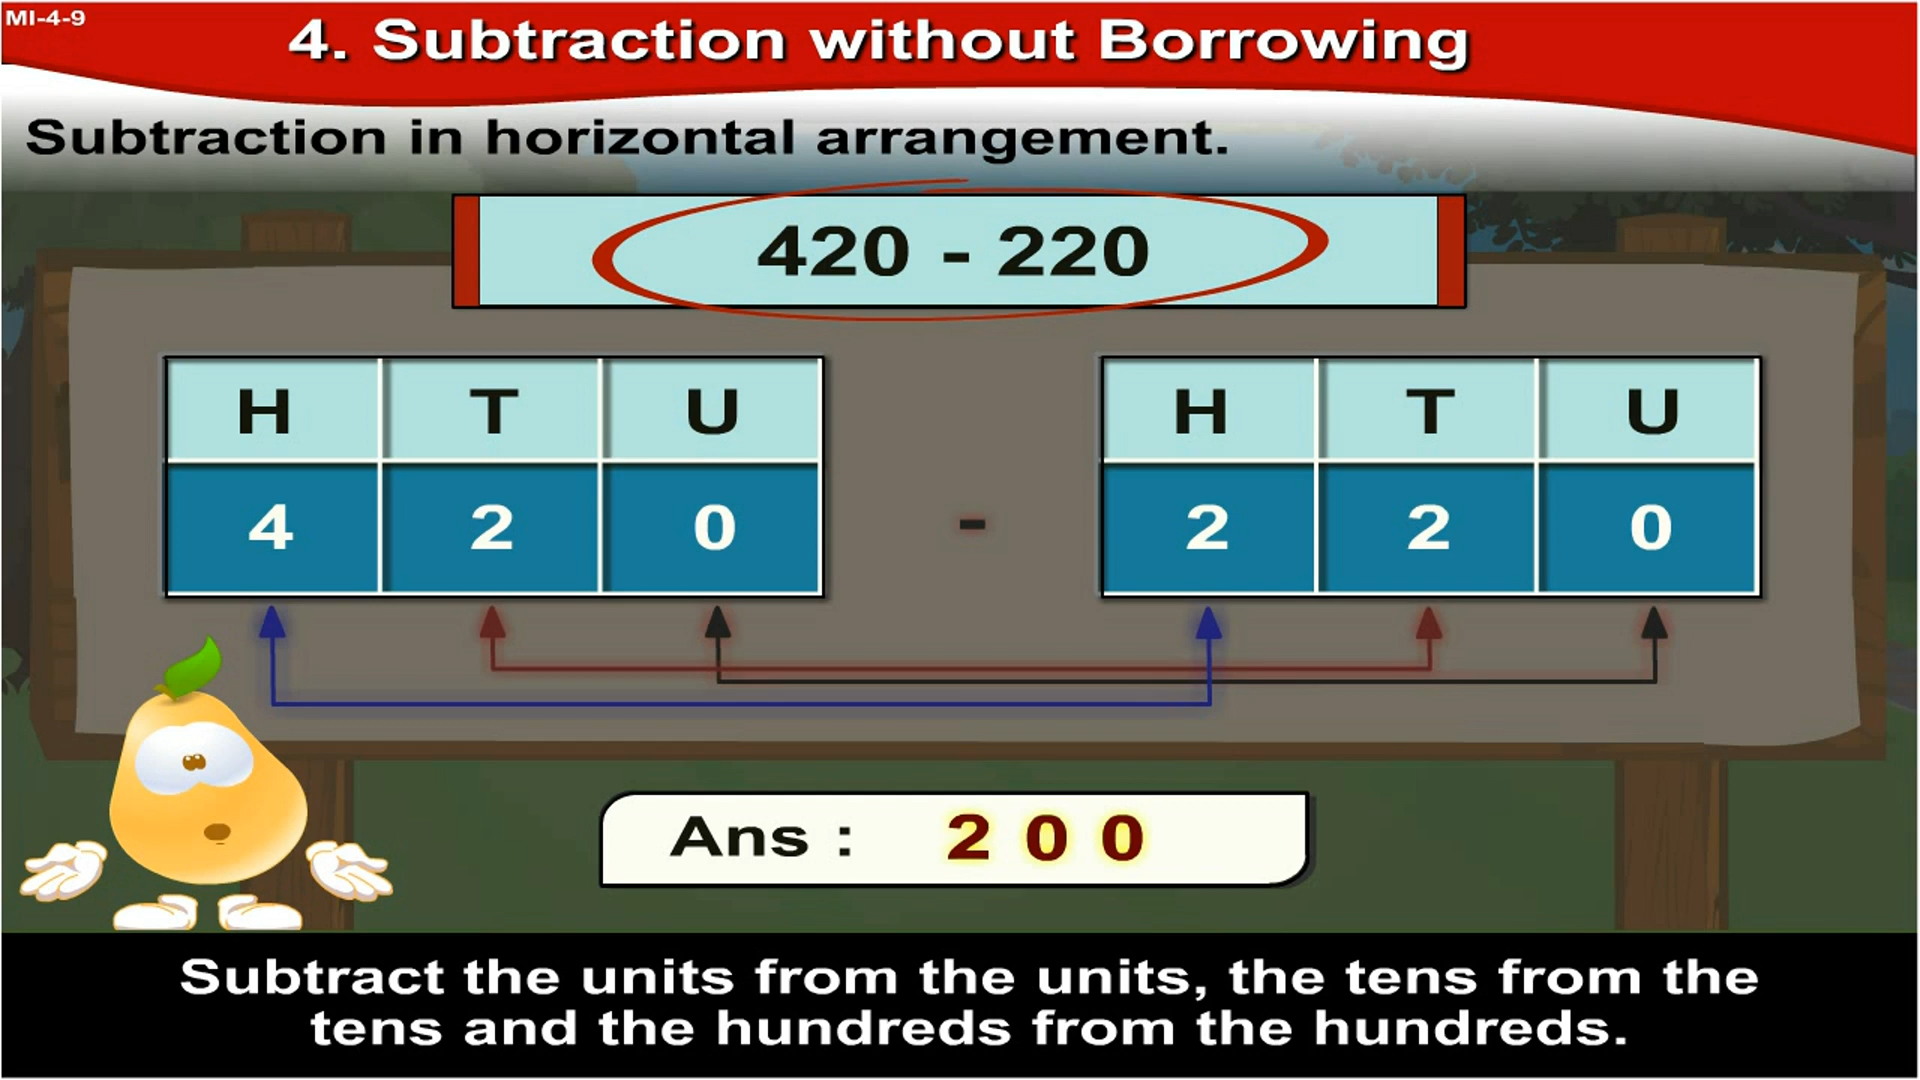 MI-4-9
4. Subtraction without Borrowing
Subtraction in horizontal arrangement.
420 - 220
H T U H T U
4 2 0 - 2 2 0
Ans : 2 0 0
Subtract the units from the units, the tens from the
tens and the hundreds from the hundreds.